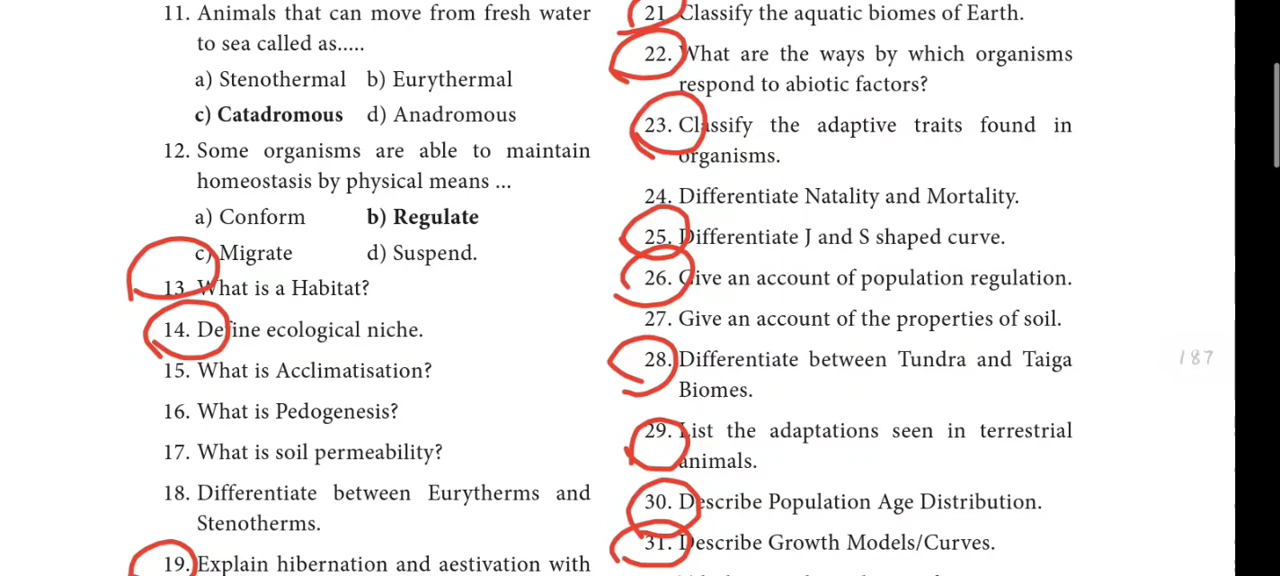 11. Animals that can move from fresh water
to sea called as.....
a) Stenothermal b) Eurythermal
c) Catadromous d) Anadromous
12. Some organisms are able to maintain
homeostasis by physical means ...
a) Conform b) Regulate
c) Migrate d) Suspend.
13. What is a Habitat?
14. Define ecological niche.
15. What is Acclimatisation?
16. What is Pedogenesis?
17. What is soil permeability?
18. Differentiate between Eurytherms and
Stenotherms.
19. Explain hibernation and aestivation with
21. Classify the aquatic biomes of Earth.
22. What are the ways by which organisms
respond to abiotic factors?
23. Classify the adaptive traits found in
organisms.
24. Differentiate Natality and Mortality.
25. Differentiate J and S shaped curve.
26. Give an account of population regulation.
27. Give an account of the properties of soil.
28. Differentiate between Tundra and Taiga
Biomes.
29. List the adaptations seen in terrestrial
animals.
30. Describe Population Age Distribution.
31. Describe Growth Models/Curves.
187